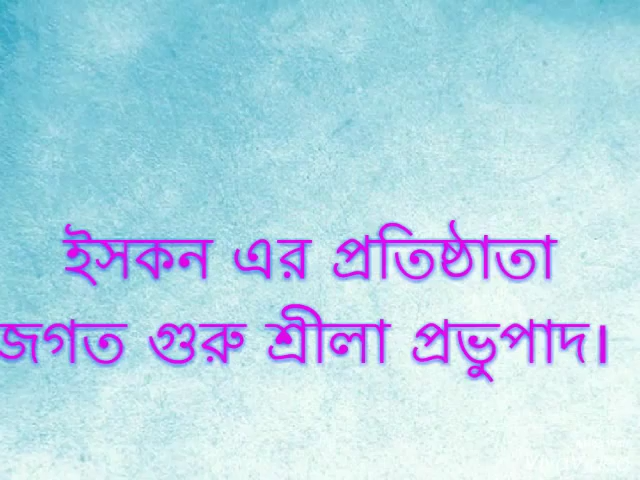 ইসকন এর প্রতিষ্ঠাতা
জগত গুরু শ্রীলা প্রভুপাদ।